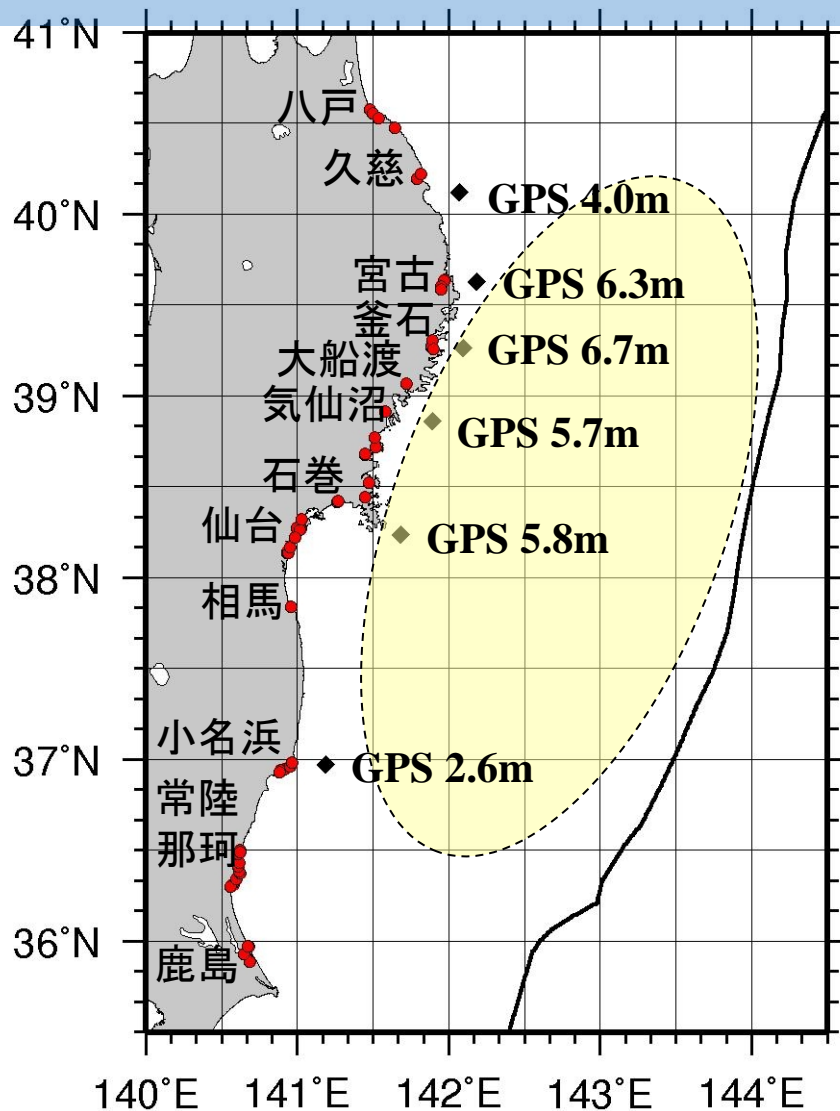 41°N
八戸
久慈
40°N
GPS 4.0m
宮古
GPS 6.3m
釜石
大船渡
GPS 6.7m
39°N
気仙沼
GPS 5.7m
石巻
仙台
GPS 5.8m
38°N
相馬
小名浜
37°N
GPS 2.6m
常陸
那珂
36°N
鹿島
140°E 141°E 142°E 143°E 144°E